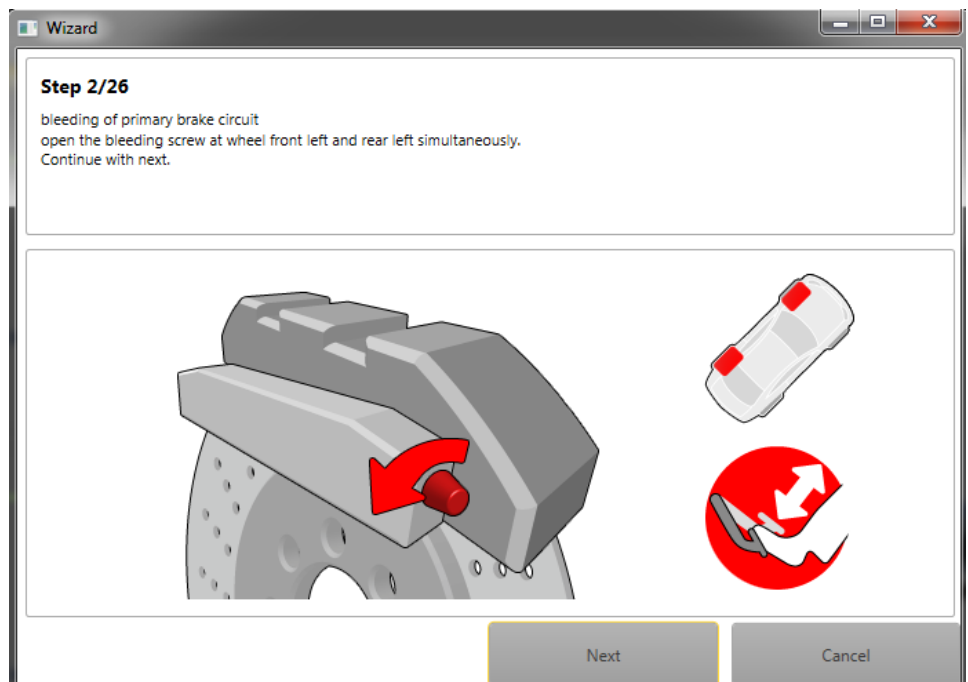 Wizard
Step 2/26
bleeding of primary brake circuit
open the bleeding screw at wheel front left and rear left simultaneously.
Continue with next.
Next
Cancel